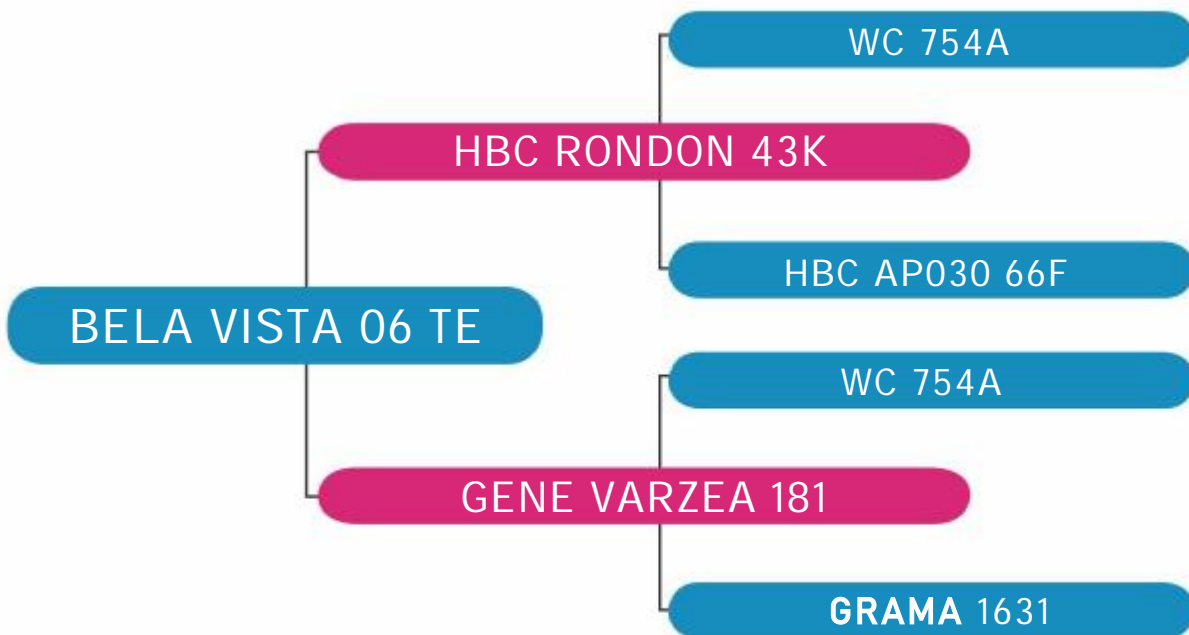 WC 754A
HBC RONDON 43K
HBC AP030 66F
BELA VISTA 06 TE
WC 754A
GENE VARZEA 181
GRAMA 1631